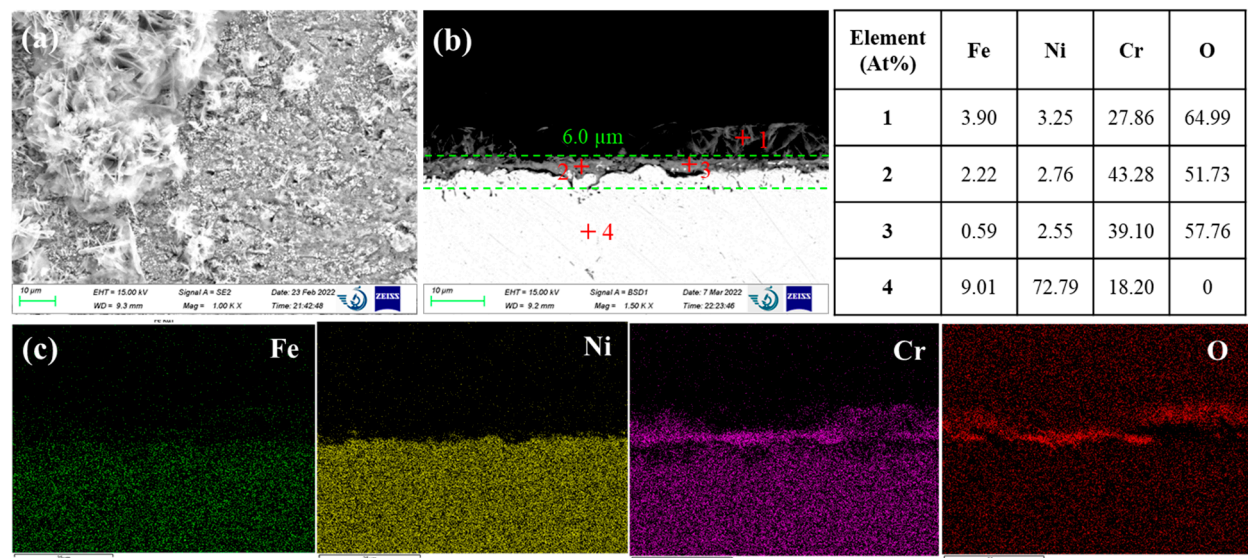 (a)
10 µm
EHT = 15.00 kV
Signal A = SE2
Date: 23 Feb 2022
WD = 9.3 mm
Mag = 1.00 K X
Time: 21:42:48
ZEISS
(b)
6.0 µm
1
2
3
4
10 µm
EHT = 15.00 kV
Signal A = BSD1
Date: 7 Mar 2022
WD = 9.2 mm
Mag = 1.50 K X
Time: 22:23:46
ZEISS
Element (At%) Fe Ni Cr O
1 3.90 3.25 27.86 64.99
2 2.22 2.76 43.28 51.73
3 0.59 2.55 39.10 57.76
4 9.01 72.79 18.20 0
(c)
Fe
Ni
Cr
O